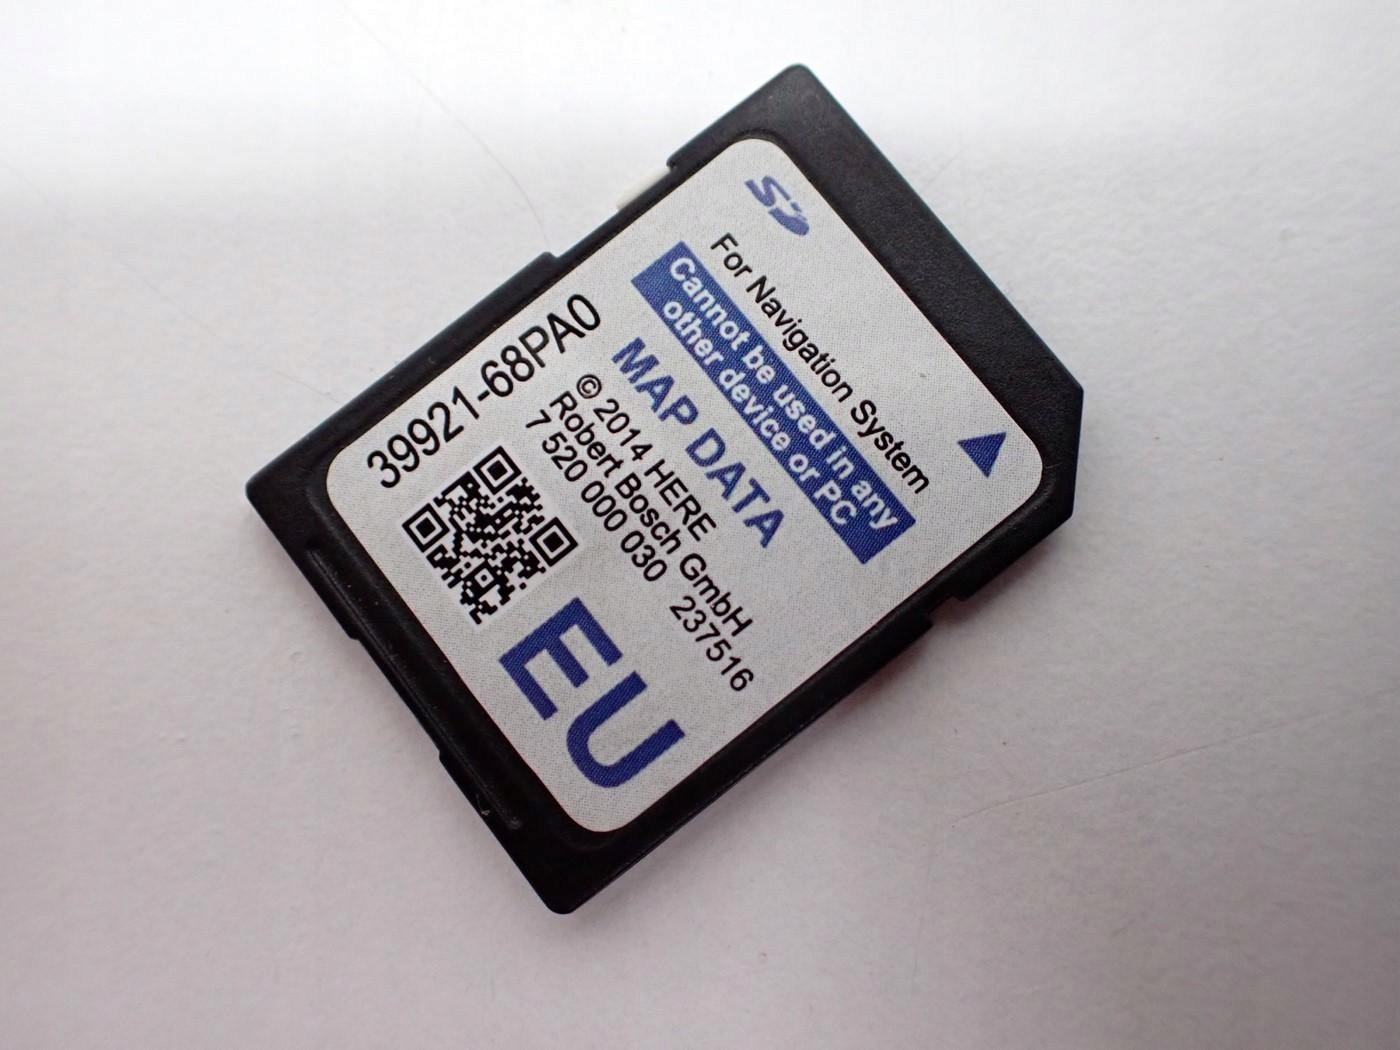 SD
For Navigation System
Cannot be used in any
other device or PC
MAP DATA
© 2014 HERE
Robert Bosch GmbH
7 520 000 030 237516
39921-68PA0
EU